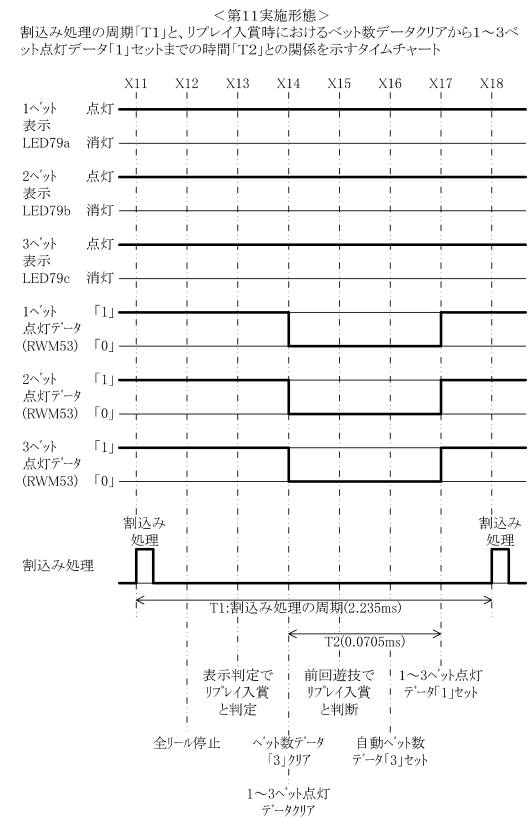 ＜第11実施形態＞
割込み処理の周期「T1」と、リプレイ入賞時におけるベット数データクリアから1～3ベ
ット点灯データ「1」セットまでの時間「T2」との関係を示すタイムチャート
X11 X12 X13 X14 X15 X16 X17 X18
1ベット 点灯
表示
LED79a 消灯
2ベット 点灯
表示
LED79b 消灯
3ベット 点灯
表示
LED79c 消灯
1ベット 「1」
点灯データ
(RWM53) 「0」
2ベット 「1」
点灯データ
(RWM53) 「0」
3ベット 「1」
点灯データ
(RWM53) 「0」
割込み 割込み
処理 処理
割込み処理
T1:割込み処理の周期(2.235ms)
T2(0.0705ms)
表示判定で
リプレイ入賞
と判定
前回遊技で
リプレイ入賞
と判断
1～3ベット点灯
データ「1」セット
全リール停止
ベット数データ
「3」クリア
自動ベット数
データ「3」セット
1～3ベット点灯
データクリア